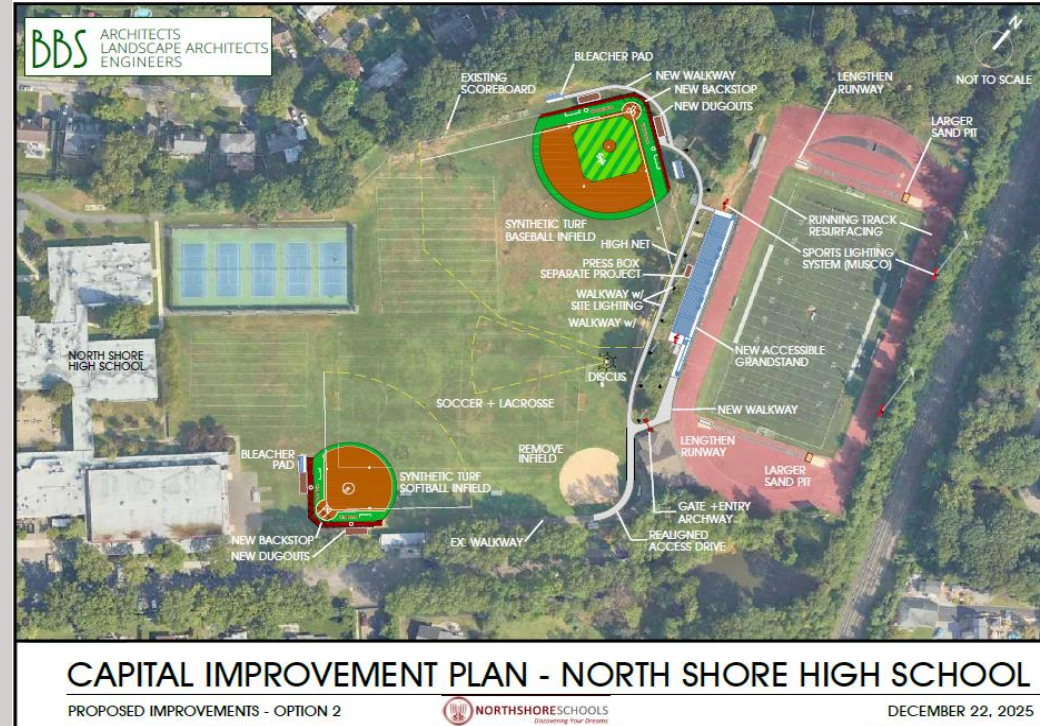 BBS
ARCHITECTS
LANDSCAPE ARCHITECTS
ENGINEERS
N
NOT TO SCALE
BLEACHER PAD
EXISTING
SCOREBOARD
NEW WALKWAY
NEW BACKSTOP
NEW DUGOUTS
LENGTHEN
RUNWAY
LARGER
SAND PIT
SYNTHETIC TURF
BASEBALL INFIELD
HIGH NET
PRESS BOX
SEPARATE PROJECT
WALKWAY w/
SITE LIGHTING
WALKWAY w/
RUNNING TRACK
RESURFACING
SPORTS LIGHTING
SYSTEM (MUSCO)
NORTH SHORE
HIGH SCHOOL
NEW ACCESSIBLE
GRANDSTAND
DISCUS
SOCCER + LACROSSE
NEW WALKWAY
BLEACHER
PAD
SYNTHETIC TURF
SOFTBALL INFIELD
REMOVE
INFIELD
LENGTHEN
RUNWAY
LARGER
SAND PIT
NEW BACKSTOP
NEW DUGOUTS
EX. WALKWAY
GATE +ENTRY
ARCHWAY
REALIGNED
ACCESS DRIVE
CAPITAL IMPROVEMENT PLAN - NORTH SHORE HIGH SCHOOL
PROPOSED IMPROVEMENTS - OPTION 2
NORTHSHORESCHOOLS
Discovering Your Dreams
DECEMBER 22, 2025